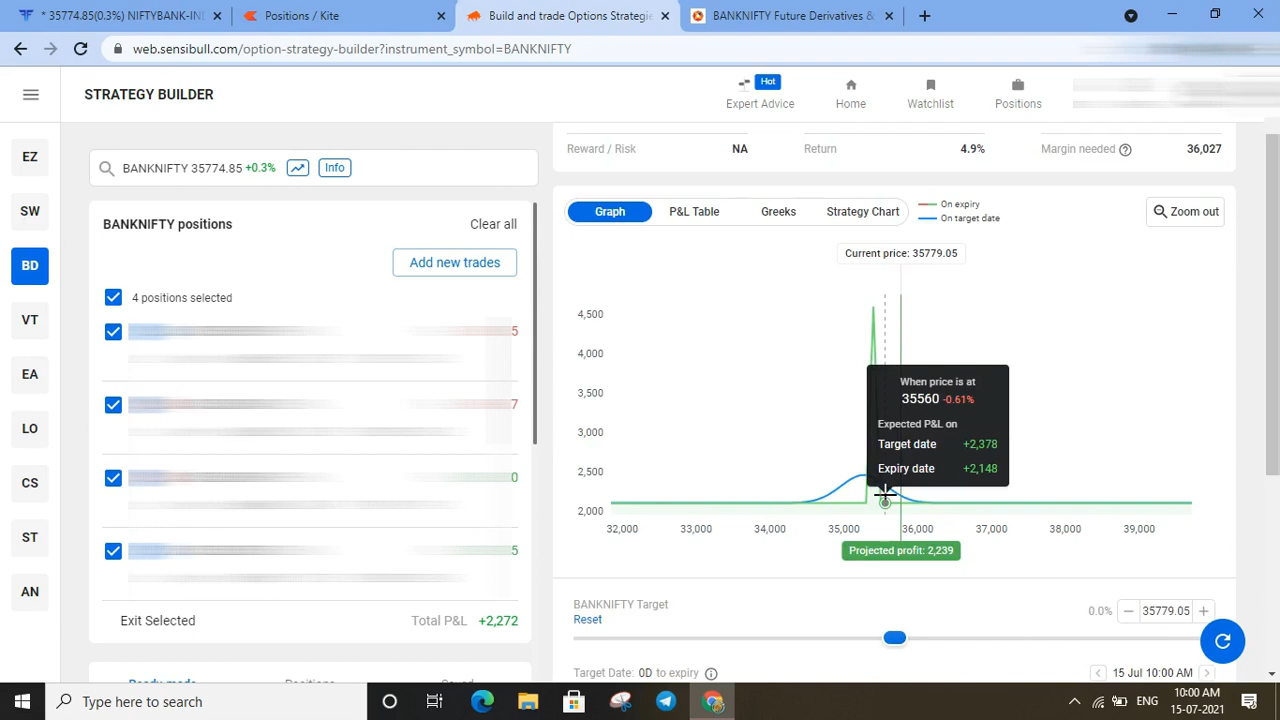 * 35774.85(0.3%) NIFTYBANK-IN
Positions / Kite
Build and trade Options Strategie
BANKNIFTY Future Derivatives &
web.sensibull.com/option-strategy-builder?instrument_symbol=BANKNIFTY
STRATEGY BUILDER
Hot
Expert Advice
Home
Watchlist
Positions
EZ
SW
BD
VT
EA
LO
CS
ST
AN
BANKNIFTY 35774.85 +0.3%
Info
BANKNIFTY positions
Clear all
Add new trades
4 positions selected
5
7
0
5
Exit Selected
Total P&L +2,272
Positions
Reward / Risk NA
Return 4.9%
Margin needed 36,027
Graph
P&L Table
Greeks
Strategy Chart
On expiry
On target date
Zoom out
Current price: 35779.05
4,500
4,000
3,500
3,000
2,500
2,000
When price is at
35560 -0.61%
Expected P&L on
Target date +2,378
Expiry date +2,148
32,000 33,000 34,000 35,000 36,000 37,000 38,000 39,000
Projected profit: 2,239
BANKNIFTY Target
Reset
0.0% − 35779.05 +
Target Date: 0D to expiry
15 Jul 10:00 AM
Type here to search
ENG
10:00 AM
15-07-2021